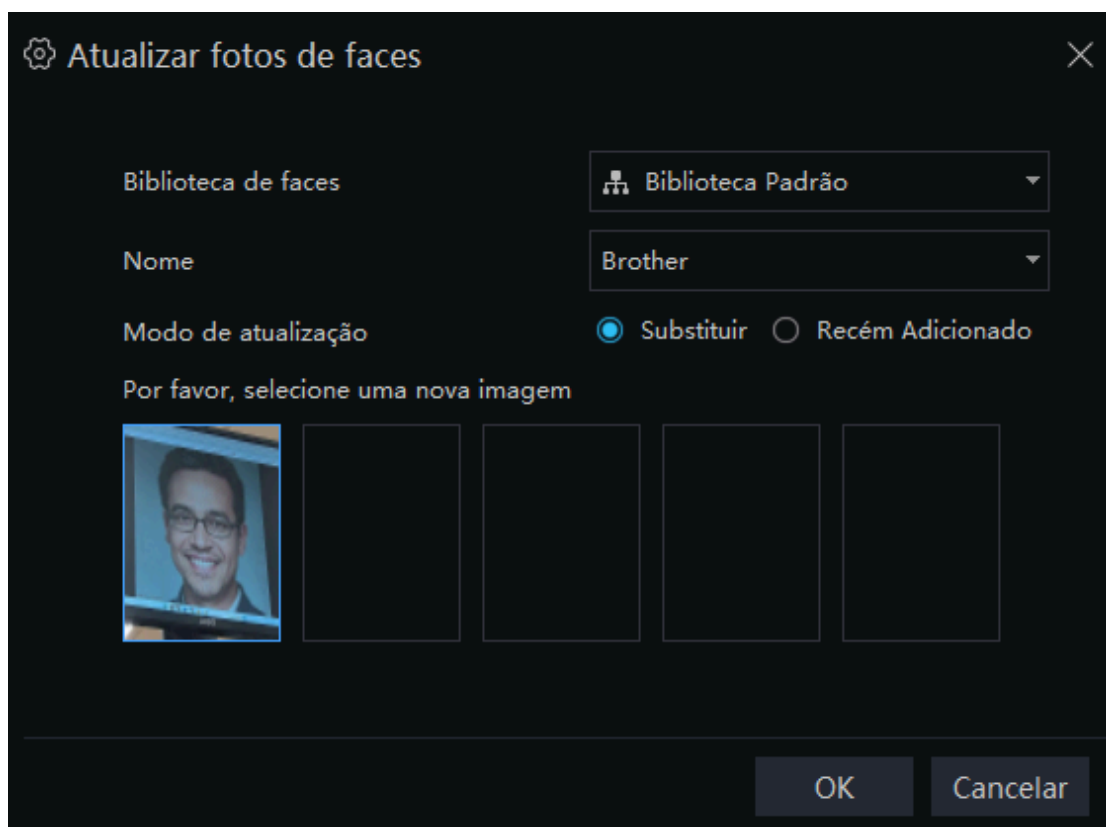 Atualizar fotos de faces
Biblioteca de faces
Biblioteca Padrão
Nome
Brother
Modo de atualização
Substituir
Recém Adicionado
Por favor, selecione uma nova imagem
OK
Cancelar